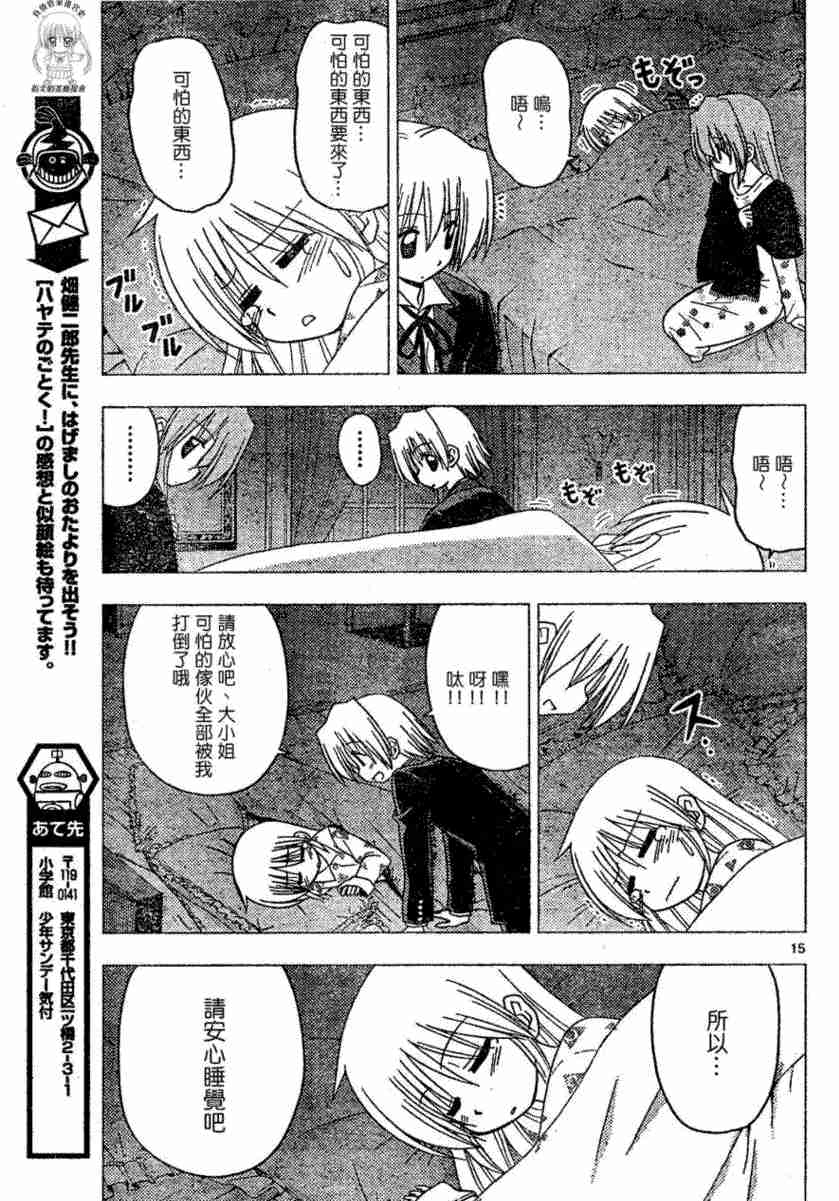 嗚…
唔～
もぞっ
可怕的東西…
可怕的東西要來了…
可怕的東西…
ブル
ブル
唔～
唔～…
もぞ
もぞ
………
………
ス…
嘿!!
呀!!
呔!!
請放心吧、大小姐
可怕的傢伙全部被我
打倒了哦
15
所以…
請安心睡覺吧
畑健二郎先生に、はげましのおたよりを出そう!!
[ハヤテのごとく!]の感想と似顔絵も待ってます。
あて先
〒119-0141 東京都千代田区一ツ橋2-3-1
小学館 少年サンデー気付